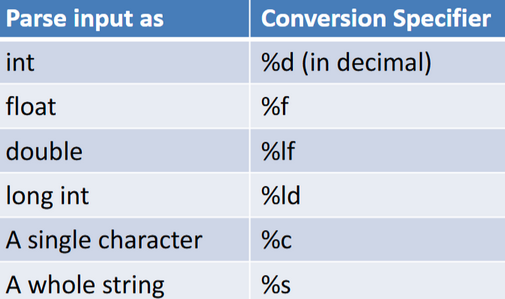 Parse input as Conversion Specifier
int %d (in decimal)
float %f
double %lf
long int %ld
A single character %c
A whole string %s